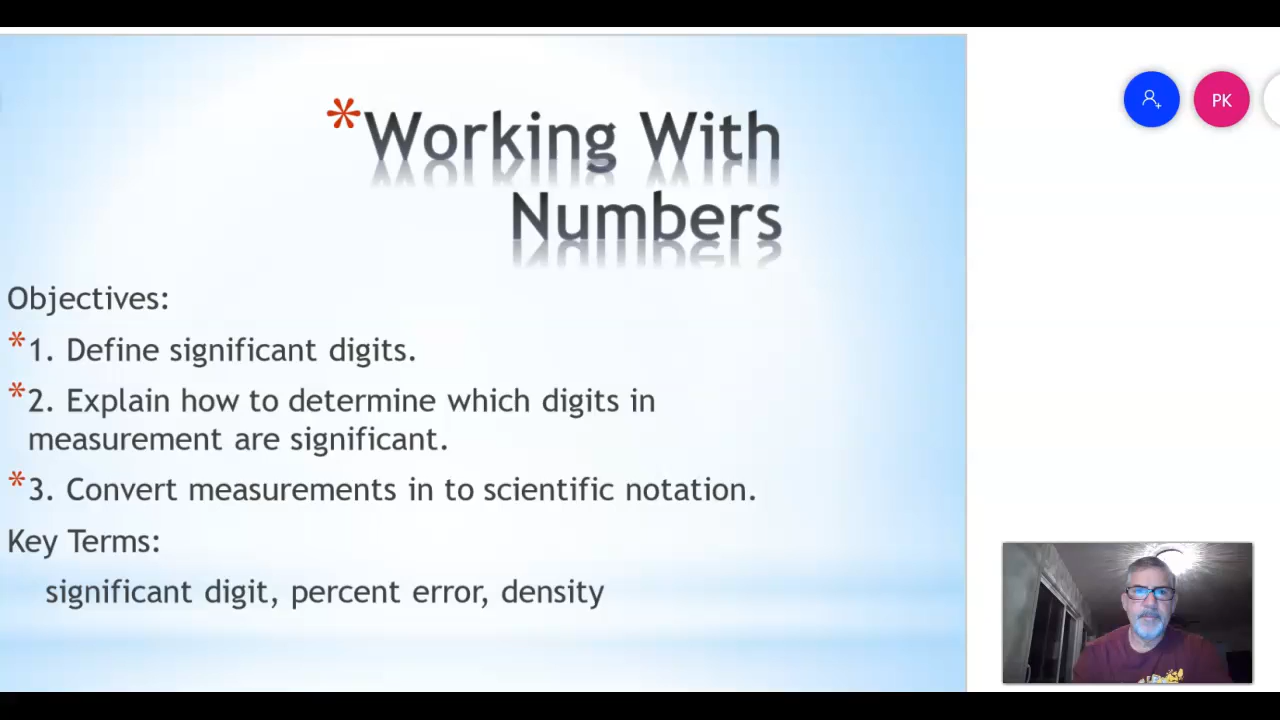 *Working With
Numbers
PK
Objectives:
*1. Define significant digits.
*2. Explain how to determine which digits in
measurement are significant.
*3. Convert measurements in to scientific notation.
Key Terms:
significant digit, percent error, density